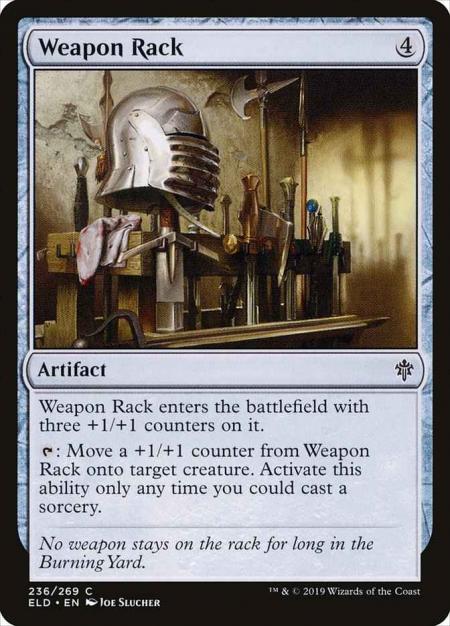 Weapon Rack 4
Artifact
Weapon Rack enters the battlefield with
three +1/+1 counters on it.
: Move a +1/+1 counter from Weapon
Rack onto target creature. Activate this
ability only any time you could cast a
sorcery.
No weapon stays on the rack for long in the
Burning Yard.
236/269 C
ELD • EN Joe Slucher
™ & © 2019 Wizards of the Coast